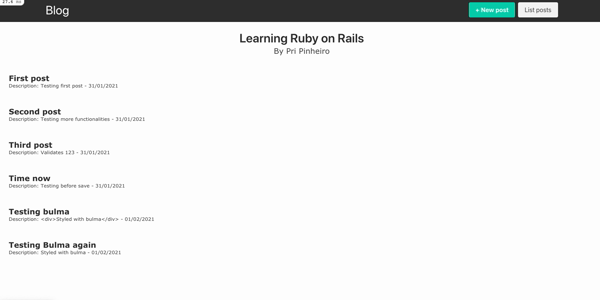 27.6 ms
Blog
+ New post
List posts
Learning Ruby on Rails
By Pri Pinheiro
First post
Description: Testing first post - 31/01/2021
Second post
Description: Testing more functionalities - 31/01/2021
Third post
Description: Validates 123 - 31/01/2021
Time now
Description: Testing before save - 31/01/2021
Testing bulma
Description: <div>Styled with bulma</div> - 01/02/2021
Testing Bulma again
Description: Styled with bulma - 01/02/2021